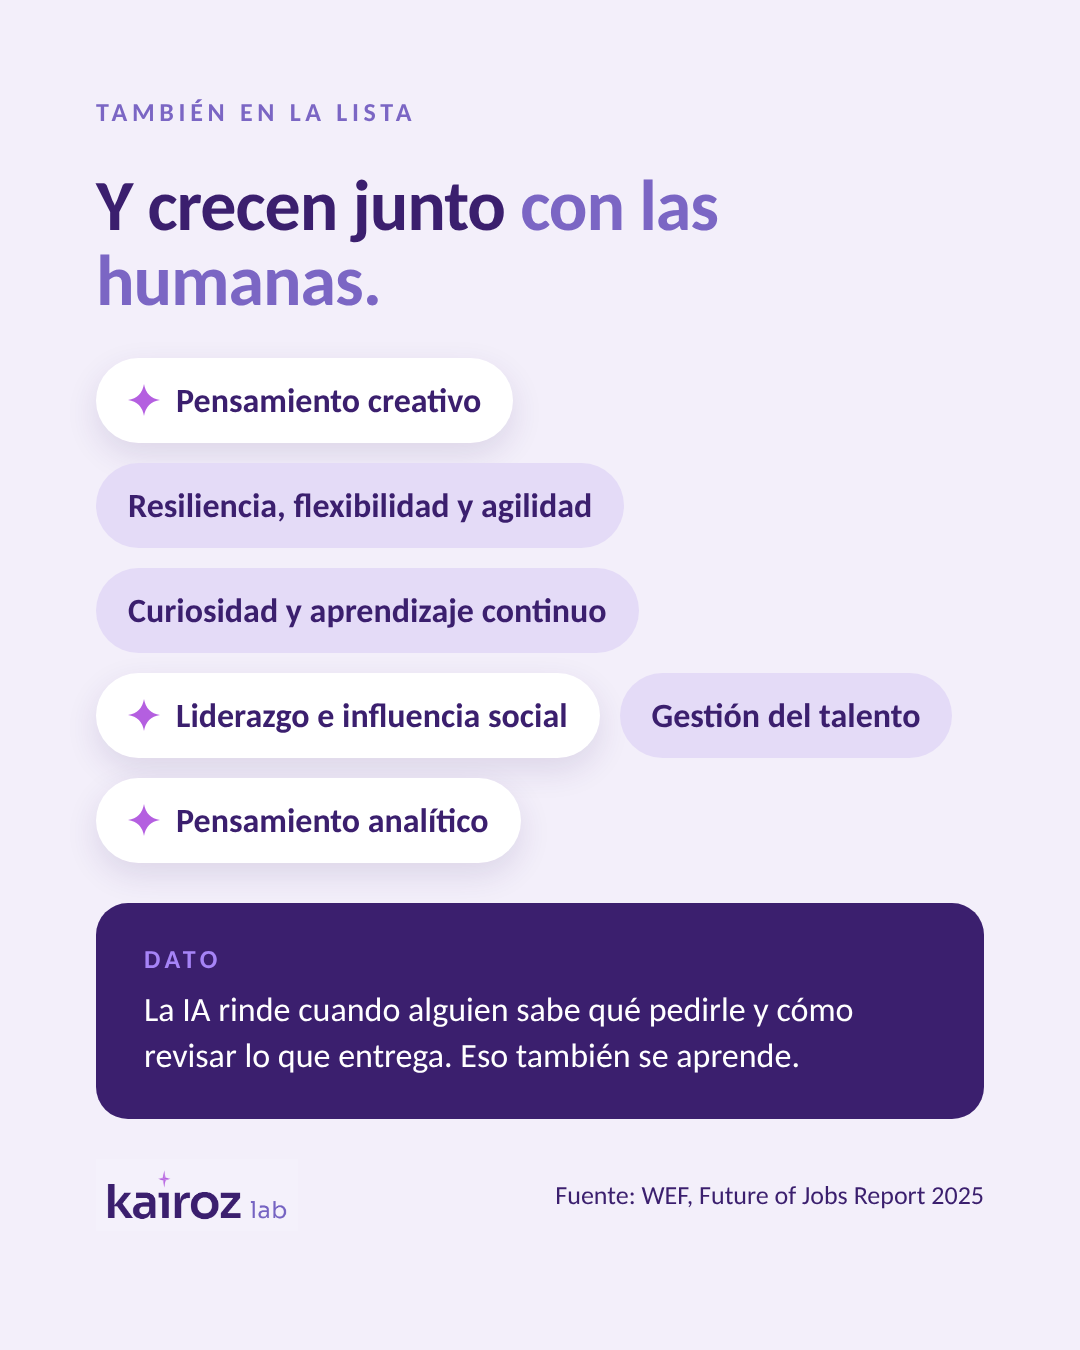 TAMBIÉN EN LA LISTA
Y crecen junto con las
humanas.
Pensamiento creativo
Resiliencia, flexibilidad y agilidad
Curiosidad y aprendizaje continuo
Liderazgo e influencia social
Gestión del talento
Pensamiento analítico
DATO
La IA rinde cuando alguien sabe qué pedirle y cómo
revisar lo que entrega. Eso también se aprende.
kairoz lab
Fuente: WEF, Future of Jobs Report 2025